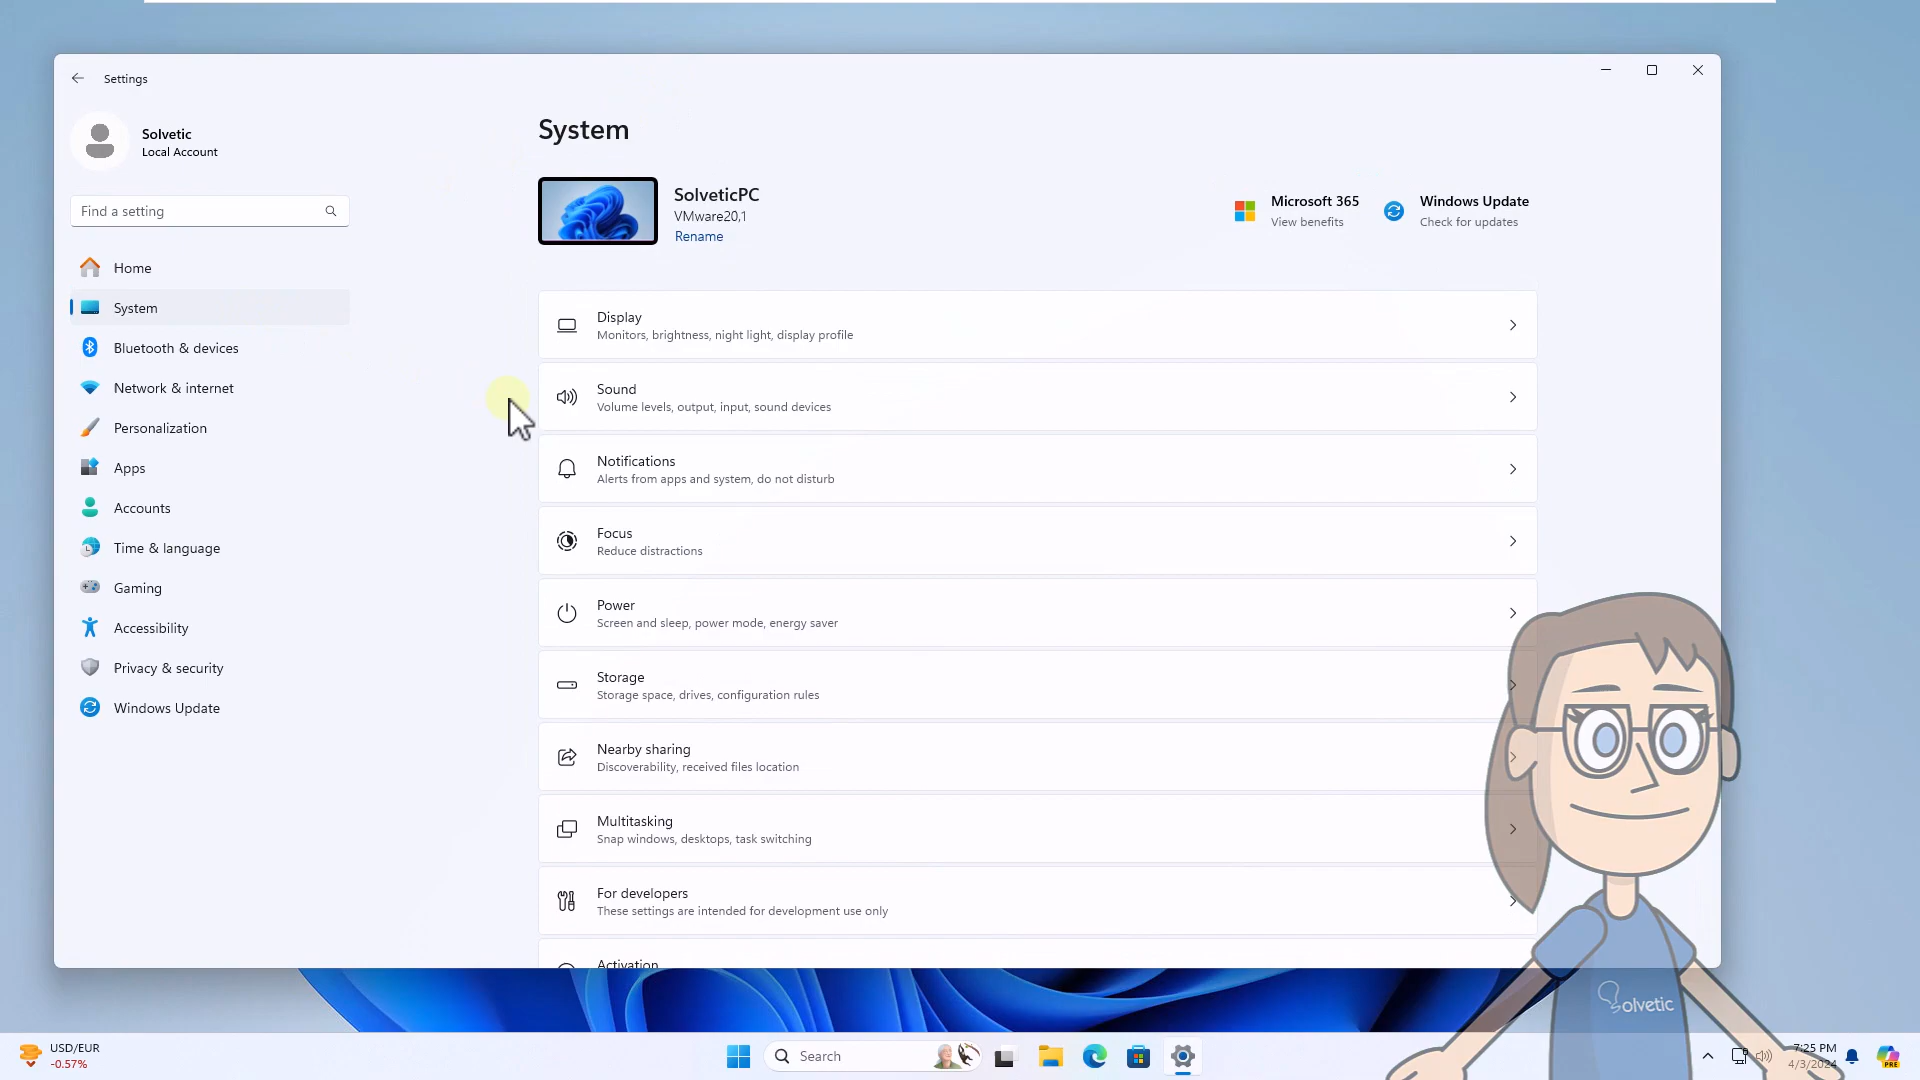 Settings
Solvetic
Local Account
Find a setting
Home
System
Bluetooth & devices
Network & internet
Personalization
Apps
Accounts
Time & language
Gaming
Accessibility
Privacy & security
Windows Update
System
SolveticPC
VMware20,1
Rename
Microsoft 365
View benefits
Windows Update
Check for updates
Display
Monitors, brightness, night light, display profile
Sound
Volume levels, output, input, sound devices
Notifications
Alerts from apps and system, do not disturb
Focus
Reduce distractions
Power
Screen and sleep, power mode, energy saver
Storage
Storage space, drives, configuration rules
Nearby sharing
Discoverability, received files location
Multitasking
Snap windows, desktops, task switching
For developers
These settings are intended for development use only
Activation
Solvetic
USD/EUR
-0.57%
Search
7:25 PM
4/3/2024
PRE